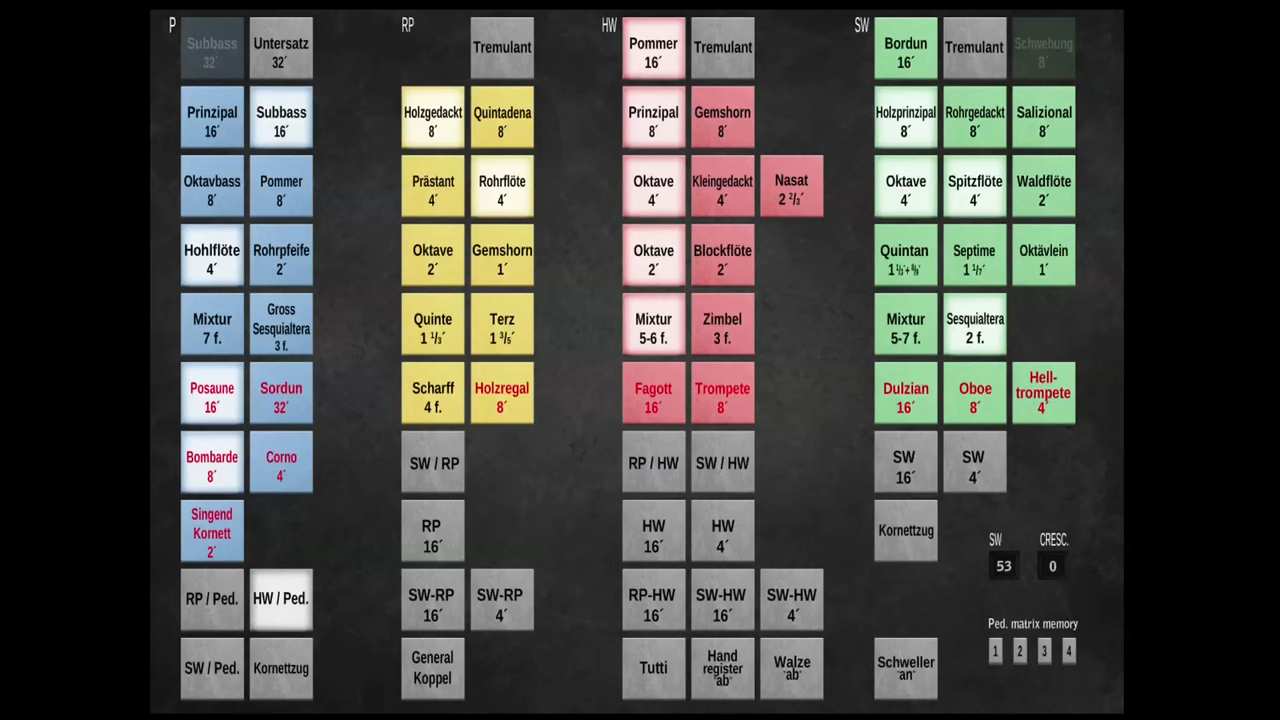 P
RP
HW
SW
Subbass
32´
Untersatz
32´
Tremulant
Pommer
16´
Tremulant
Bordun
16´
Tremulant
Schwebung
8´
Prinzipal
16´
Subbass
16´
Holzgedackt
8´
Quintadena
8´
Prinzipal
8´
Gemshorn
8´
Holzprinzipal
8´
Rohrgedackt
8´
Salizional
8´
Oktavbass
8´
Pommer
8´
Prästant
4´
Rohrflöte
4´
Oktave
4´
Kleingedackt
4´
Nasat
2 ²/₃´
Oktave
4´
Spitzflöte
4´
Waldflöte
2´
Hohlflöte
4´
Rohrpfeife
2´
Oktave
2´
Gemshorn
1´
Oktave
2´
Blockflöte
2´
Quintan
1 ¹/₃´+ ⁸/₉´
Septime
1 ¹/₇´
Oktävlein
1´
Mixtur
7 f.
Gross
Sesquialtera
3 f.
Quinte
1 ¹/₃´
Terz
1 ³/₅´
Mixtur
5-6 f.
Zimbel
3 f.
Mixtur
5-7 f.
Sesquialtera
2 f.
Posaune
16´
Sordun
32´
Scharff
4 f.
Holzregal
8´
Fagott
16´
Trompete
8´
Dulzian
16´
Oboe
8´
Hell-
trompete
4´
Bombarde
8´
Corno
4´
SW / RP
RP / HW
SW / HW
SW
16´
SW
4´
Singend
Kornett
2´
RP
16´
HW
16´
HW
4´
Kornettzug
SW
CRESC.
53
0
RP / Ped.
HW / Ped.
SW-RP
16´
SW-RP
4´
RP-HW
16´
SW-HW
16´
SW-HW
4´
Ped. matrix memory
1 2 3 4
SW / Ped.
Kornettzug
General
Koppel
Tutti
Hand
register
"ab"
Walze
"ab"
Schweller
"an"